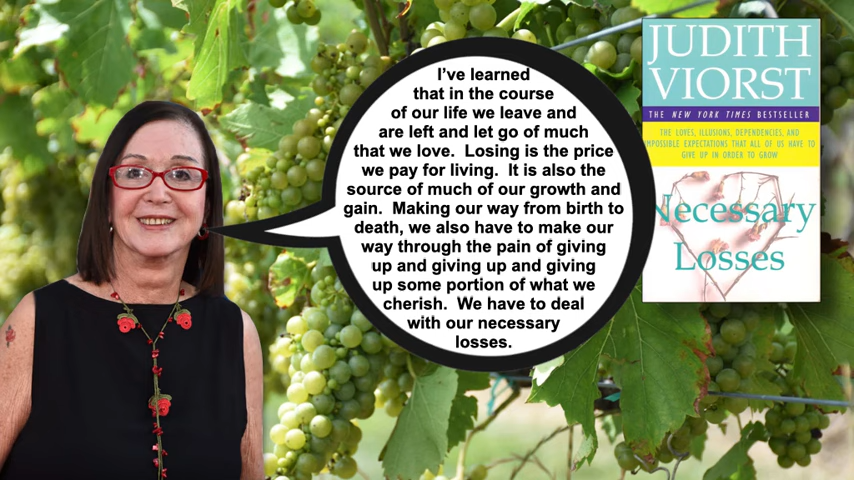 I've learned
that in the course
of our life we leave and
are left and let go of much
that we love.  Losing is the price
we pay for living.  It is also the
source of much of our growth and
gain.  Making our way from birth to
death, we also have to make our
way through the pain of giving
up and giving up and giving
up some portion of what we
cherish.  We have to deal
with our necessary
losses.
JUDITH
VIORST
THE NEW YORK TIMES BESTSELLER
THE LOVES, ILLUSIONS, DEPENDENCIES, AND
IMPOSSIBLE EXPECTATIONS THAT ALL OF US HAVE TO
GIVE UP IN ORDER TO GROW
Necessary
Losses